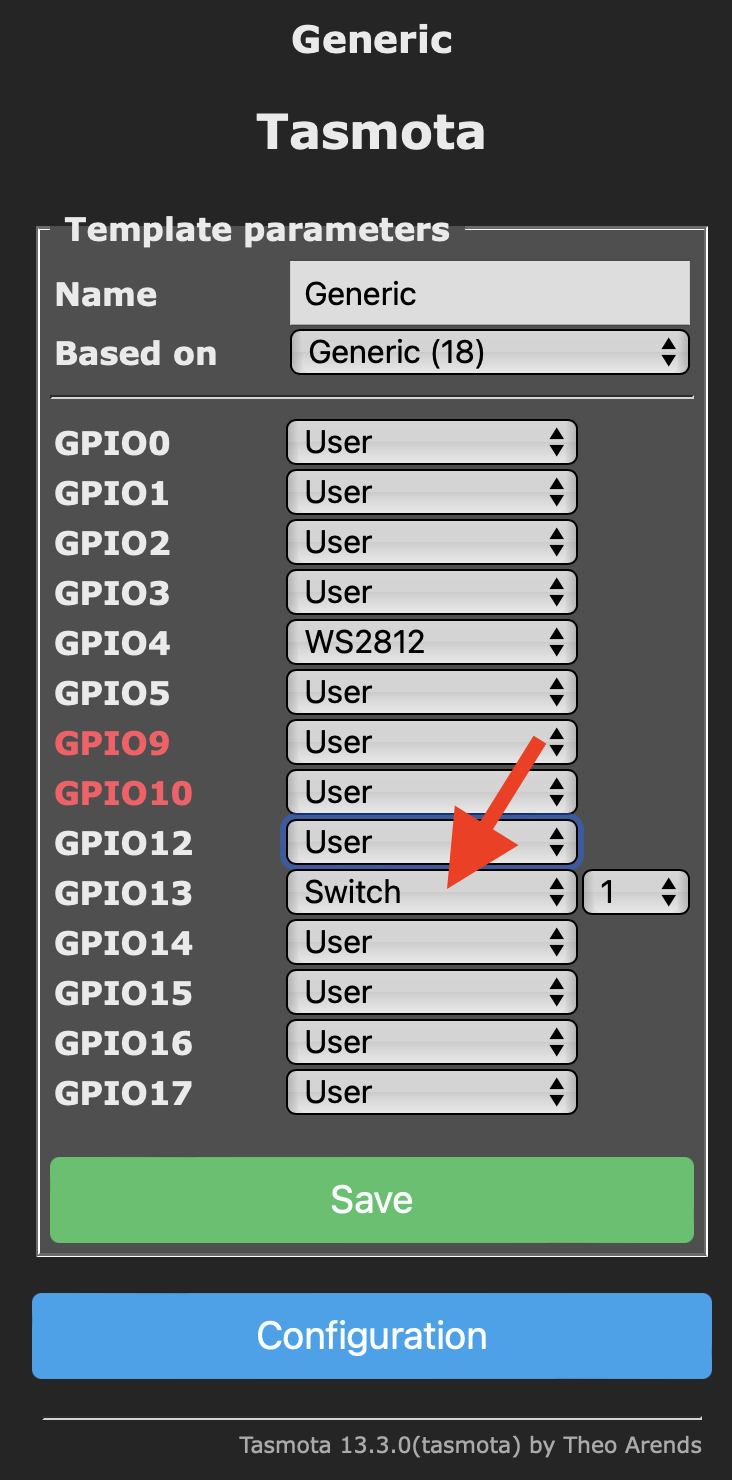 Generic
Tasmota
Template parameters
Name Generic
Based on Generic (18)
GPIO0 User
GPIO1 User
GPIO2 User
GPIO3 User
GPIO4 WS2812
GPIO5 User
GPIO9 User
GPIO10 User
GPIO12 User
GPIO13 Switch 1
GPIO14 User
GPIO15 User
GPIO16 User
GPIO17 User
Save
Configuration
Tasmota 13.3.0(tasmota) by Theo Arends